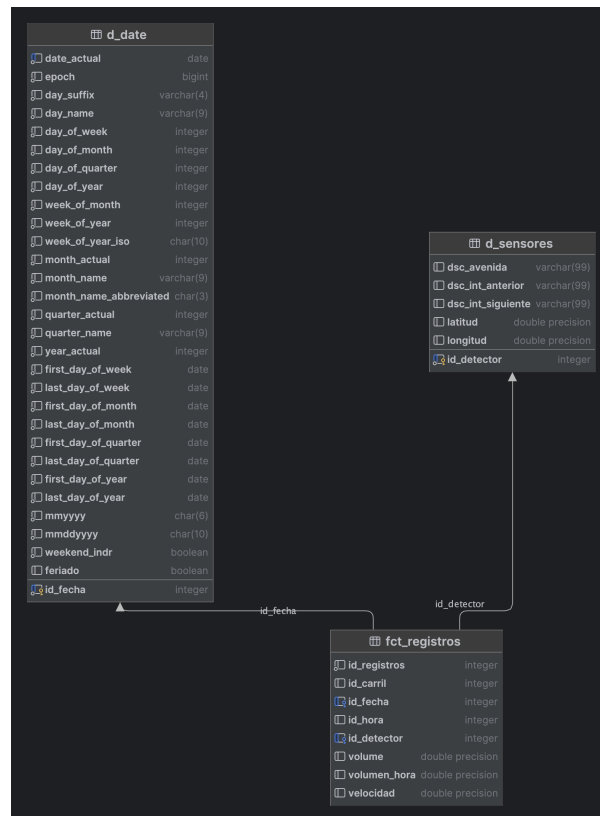 d_date
date_actual date
epoch bigint
day_suffix varchar(4)
day_name varchar(9)
day_of_week integer
day_of_month integer
day_of_quarter integer
day_of_year integer
week_of_month integer
week_of_year integer
week_of_year_iso char(10)
month_actual integer
month_name varchar(9)
month_name_abbreviated char(3)
quarter_actual integer
quarter_name varchar(9)
year_actual integer
first_day_of_week date
last_day_of_week date
first_day_of_month date
last_day_of_month date
first_day_of_quarter date
last_day_of_quarter date
first_day_of_year date
last_day_of_year date
mmyyyy char(6)
mmddyyyy char(10)
weekend_indr boolean
feriado boolean
id_fecha integer
d_sensores
dsc_avenida varchar(99)
dsc_int_anterior varchar(99)
dsc_int_siguiente varchar(99)
latitud double precision
longitud double precision
id_detector integer
id_fecha
id_detector
fct_registros
id_registros integer
id_carril integer
id_fecha integer
id_hora integer
id_detector integer
volume double precision
volumen_hora double precision
velocidad double precision